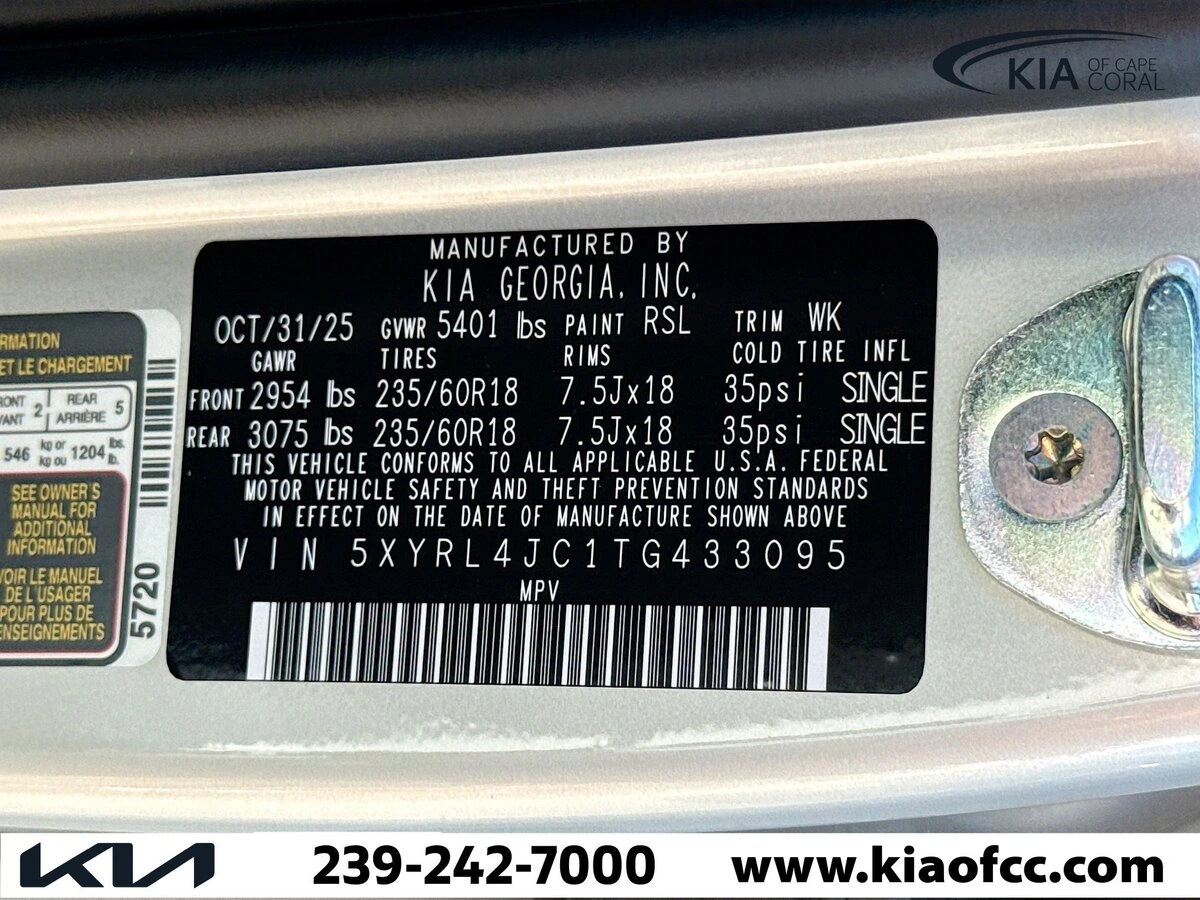 KIA OF CAPE CORAL
MANUFACTURED BY
KIA GEORGIA, INC.
OCT/31/25 GVWR 5401 lbs PAINT RSL TRIM WK
GAWR TIRES RIMS COLD TIRE INFL
FRONT 2954 lbs 235/60R18 7.5Jx18 35psi SINGLE
REAR 3075 lbs 235/60R18 7.5Jx18 35psi SINGLE
THIS VEHICLE CONFORMS TO ALL APPLICABLE U.S.A. FEDERAL
MOTOR VEHICLE SAFETY AND THEFT PREVENTION STANDARDS
IN EFFECT ON THE DATE OF MANUFACTURE SHOWN ABOVE
VIN 5XYRL4JC1TG433095
MPV
ET LE CHARGEMENT
2 REAR 5
ARRIÈRE
546 kg or 1204 lbs.
kg ou lb.
SEE OWNER'S
MANUAL FOR
ADDITIONAL
INFORMATION
VOIR LE MANUEL
DE L'USAGER
POUR PLUS DE
5720
KIA 239-242-7000 www.kiaofcc.com